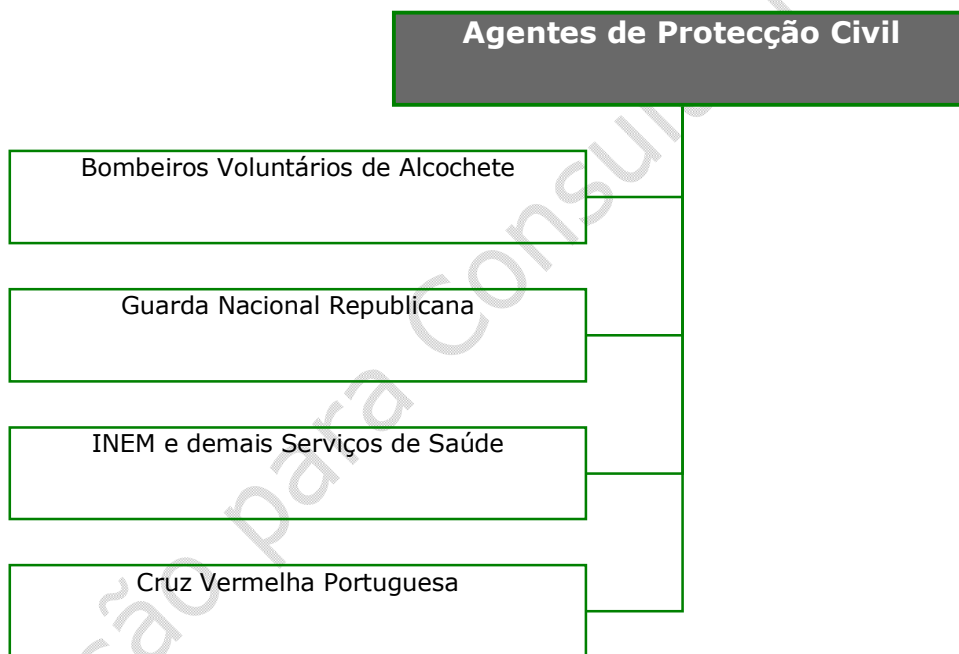 Agentes de Protecção Civil
Bombeiros Voluntários de Alcochete
Guarda Nacional Republicana
INEM e demais Serviços de Saúde
Cruz Vermelha Portuguesa
para